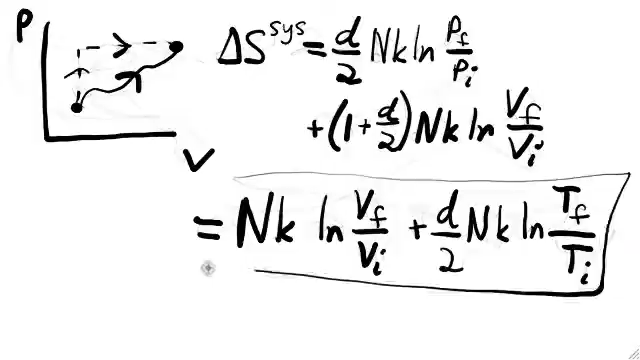 P
V
ΔS^sys = d/2 Nk ln P_f/P_i
+ (1 + d/2) Nk ln V_f/V_i
= Nk ln V_f/V_i + d/2 Nk ln T_f/T_i